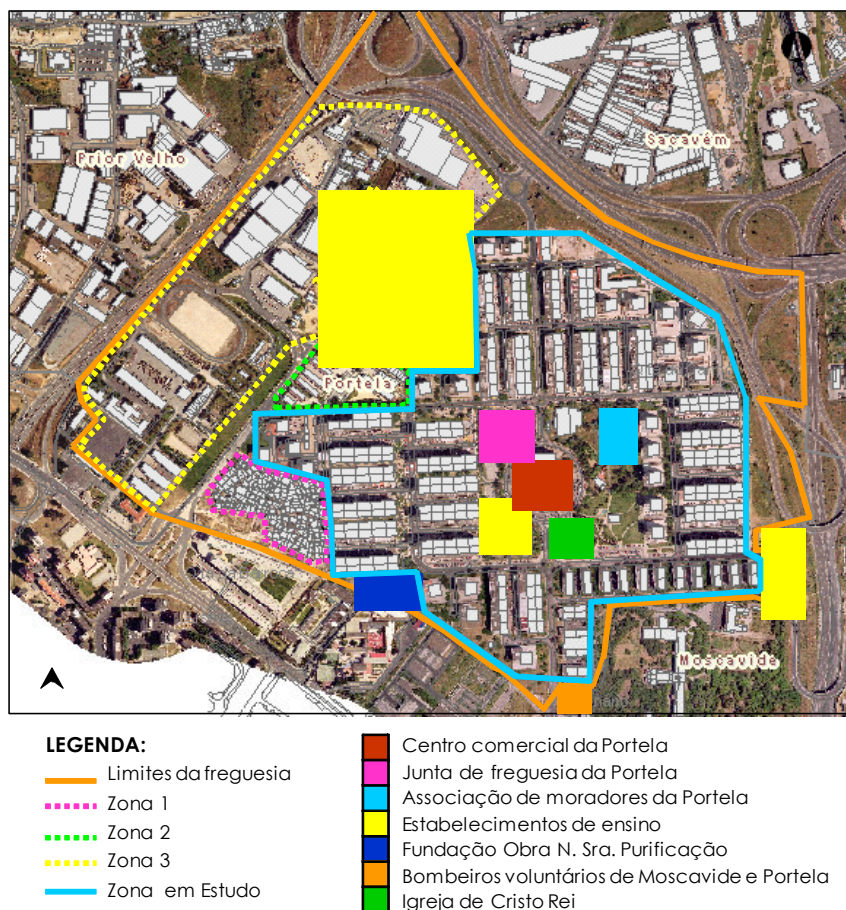 Prior Velho
Sacavém
Portela
Moscavide
LEGENDA:
Limites da freguesia
Zona 1
Zona 2
Zona 3
Zona em Estudo
Centro comercial da Portela
Junta de freguesia da Portela
Associação de moradores da Portela
Estabelecimentos de ensino
Fundação Obra N. Sra. Purificação
Bombeiros voluntários de Moscavide e Portela
Igreja de Cristo Rei